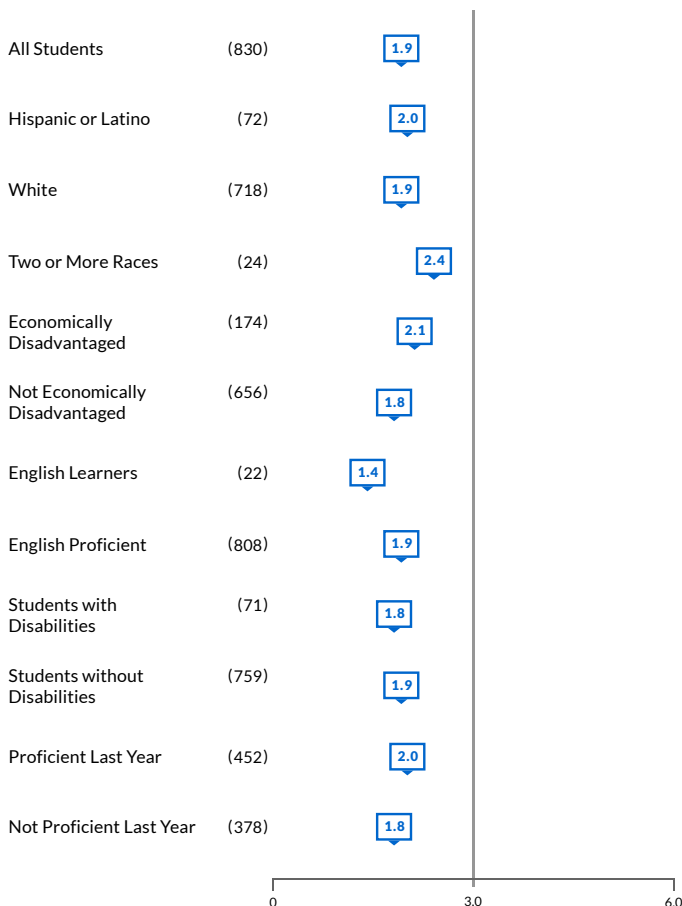 All Students (830) 1.9
Hispanic or Latino (72) 2.0
White (718) 1.9
Two or More Races (24) 2.4
Economically (174)
Disadvantaged 2.1
Not Economically (656)
Disadvantaged 1.8
English Learners (22) 1.4
English Proficient (808) 1.9
Students with (71)
Disabilities 1.8
Students without (759)
Disabilities 1.9
Proficient Last Year (452) 2.0
Not Proficient Last Year (378) 1.8
0 3.0 6.0